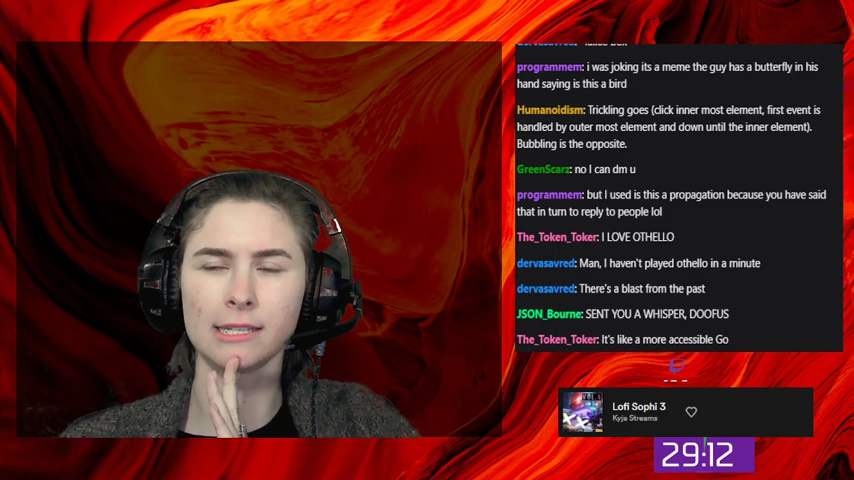 programmem: i was joking its a meme the guy has a butterfly in his
hand saying is this a bird
Humanoidism: Trickling goes (click inner most element, first event is
handled by outer most element and down until the inner element).
Bubbling is the opposite.
GreenScarz: no I can dm u
programmem: but I used is this a propagation because you have said
that in turn to reply to people lol
The_Token_Toker: I LOVE OTHELLO
dervasavred: Man, I haven't played othello in a minute
dervasavred: There's a blast from the past
JSON_Bourne: SENT YOU A WHISPER, DOOFUS
The_Token_Toker: It's like a more accessible Go
Lofi Sophi 3
Kyja Streams
29:12